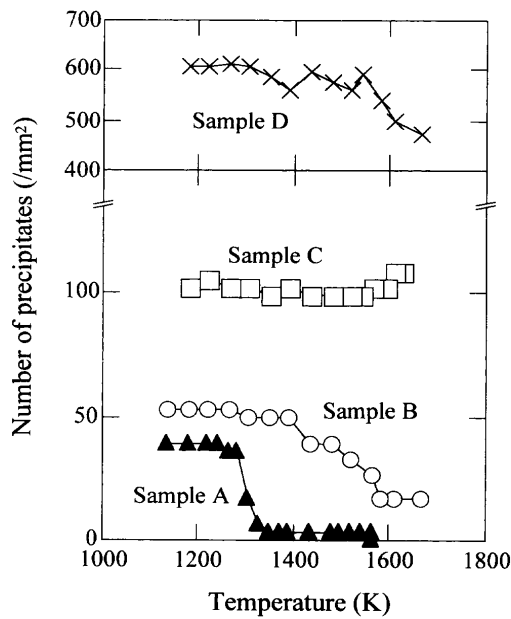 700
600
500
400
100
50
0
Sample D
Sample C
Sample B
Sample A
1000 1200 1400 1600 1800
Temperature (K)
Number of precipitates (/mm²)